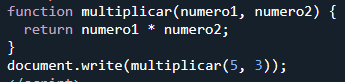 function multiplicar(numero1, numero2) {
  return numero1 * numero2;
}
document.write(multiplicar(5, 3));